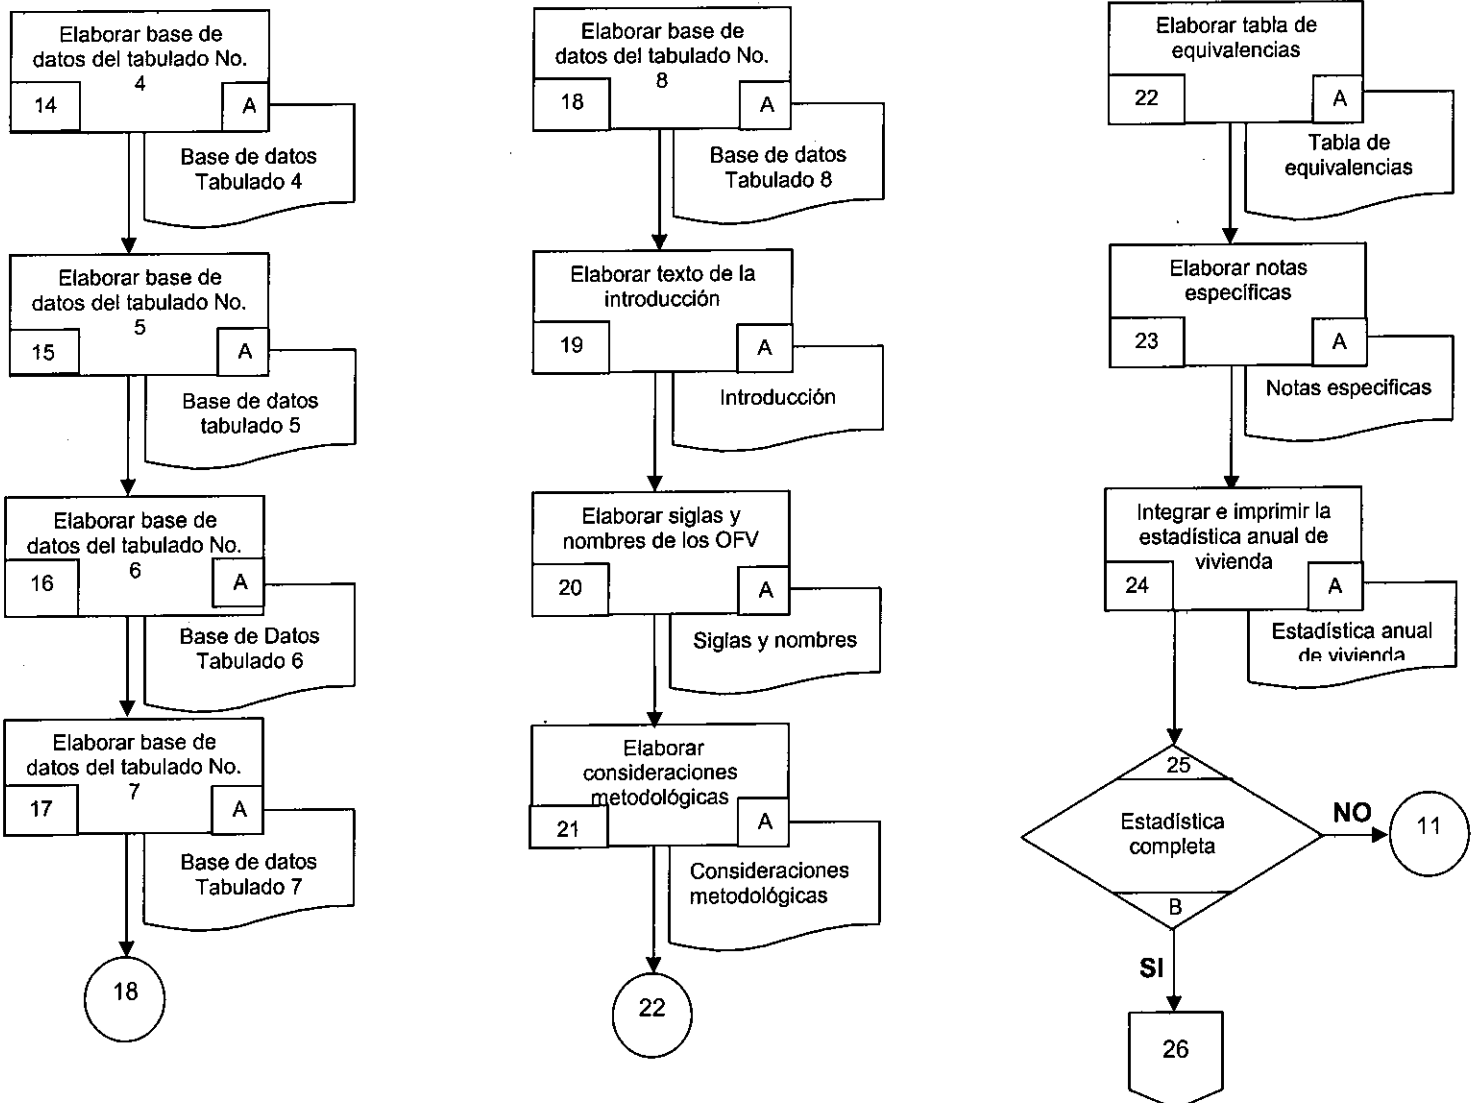 Elaborar base de
datos del tabulado No.
4
14
A
Base de datos
Tabulado 4
Elaborar base de
datos del tabulado No.
5
15
A
Base de datos
tabulado 5
Elaborar base de
datos del tabulado No.
6
16
A
Base de Datos
Tabulado 6
Elaborar base de
datos del tabulado No.
7
17
A
Base de datos
Tabulado 7
18
Elaborar base de
datos del tabulado No.
8
18
A
Base de datos
Tabulado 8
Elaborar texto de la
introducción
19
A
Introducción
Elaborar siglas y
nombres de los OFV
20
A
Siglas y nombres
Elaborar
consideraciones
metodológicas
21
A
Consideraciones
metodológicas
22
Elaborar tabla de
equivalencias
22
A
Tabla de
equivalencias
Elaborar notas
específicas
23
A
Notas especificas
Integrar e imprimir la
estadística anual de
vivienda
24
A
Estadística anual
de vivienda
25
Estadística
completa
B
NO
11
SI
26